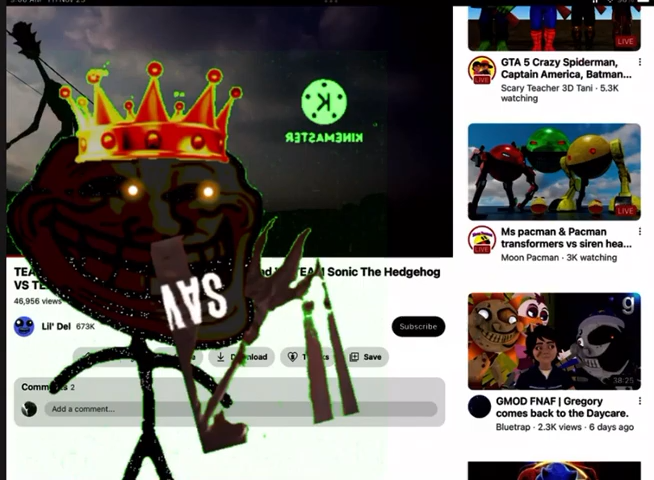 LIVE
GTA 5 Crazy Spiderman,
Captain America, Batman...
Scary Teacher 3D Tani · 5.3K
watching
K
KINEMASTER
LIVE
Ms pacman & Pacman
transformers vs siren hea...
Moon Pacman · 3K watching
Sonic The Hedgehog
VS
46,956 views
Lil' Del 673K
Subscribe
SAV
Save
2
Add a comment...
g
38:25
GMOD FNAF | Gregory
comes back to the Daycare.
Bluetrap · 2.3K views · 6 days ago